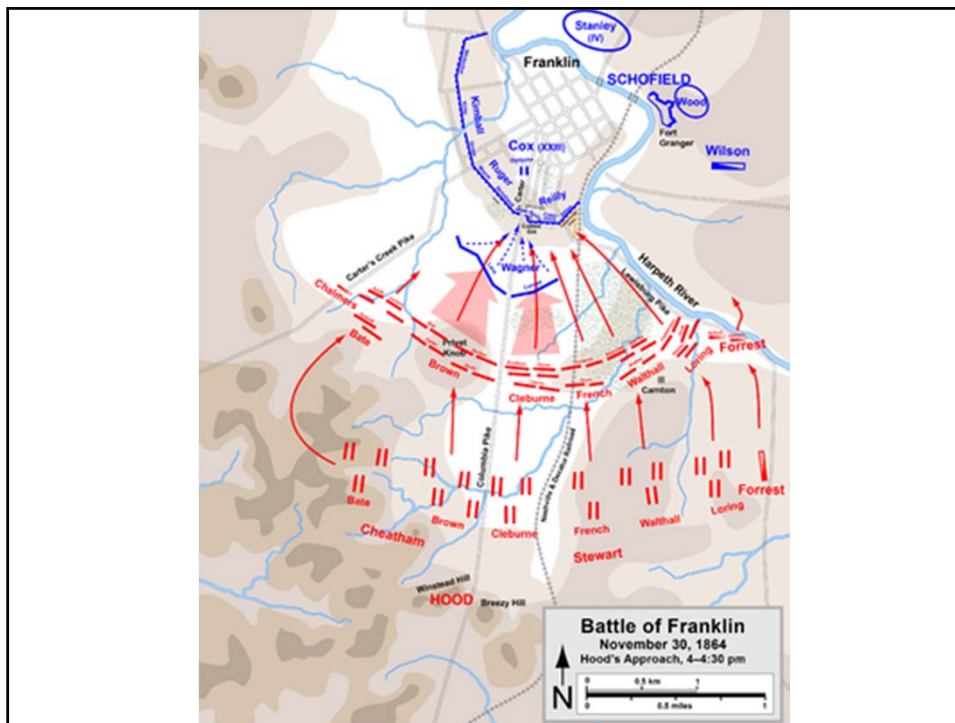 Stanley
(IV)
Franklin
SCHOFIELD
Wood
Fort
Granger
Kimball
Cox (XXIII)
Wilson
Ruger
Carter
Reilly
Wagner
Carter's Creek Pike
Harpeth River
Lewisburg Pike
Chalmers
Bate
Privet
Knob
Brown
Cleburne
French
Walthall
Loring
Forrest
Carnton
Columbia Pike
Nashville & Decatur Railroad
Bate
Brown
Cleburne
French
Walthall
Loring
Forrest
Cheatham
Stewart
Winstead Hill
HOOD
Breezy Hill
Battle of Franklin
November 30, 1864
Hood's Approach, 4–4:30 pm
N
0 0.5 km 1
0 0.5 miles 1